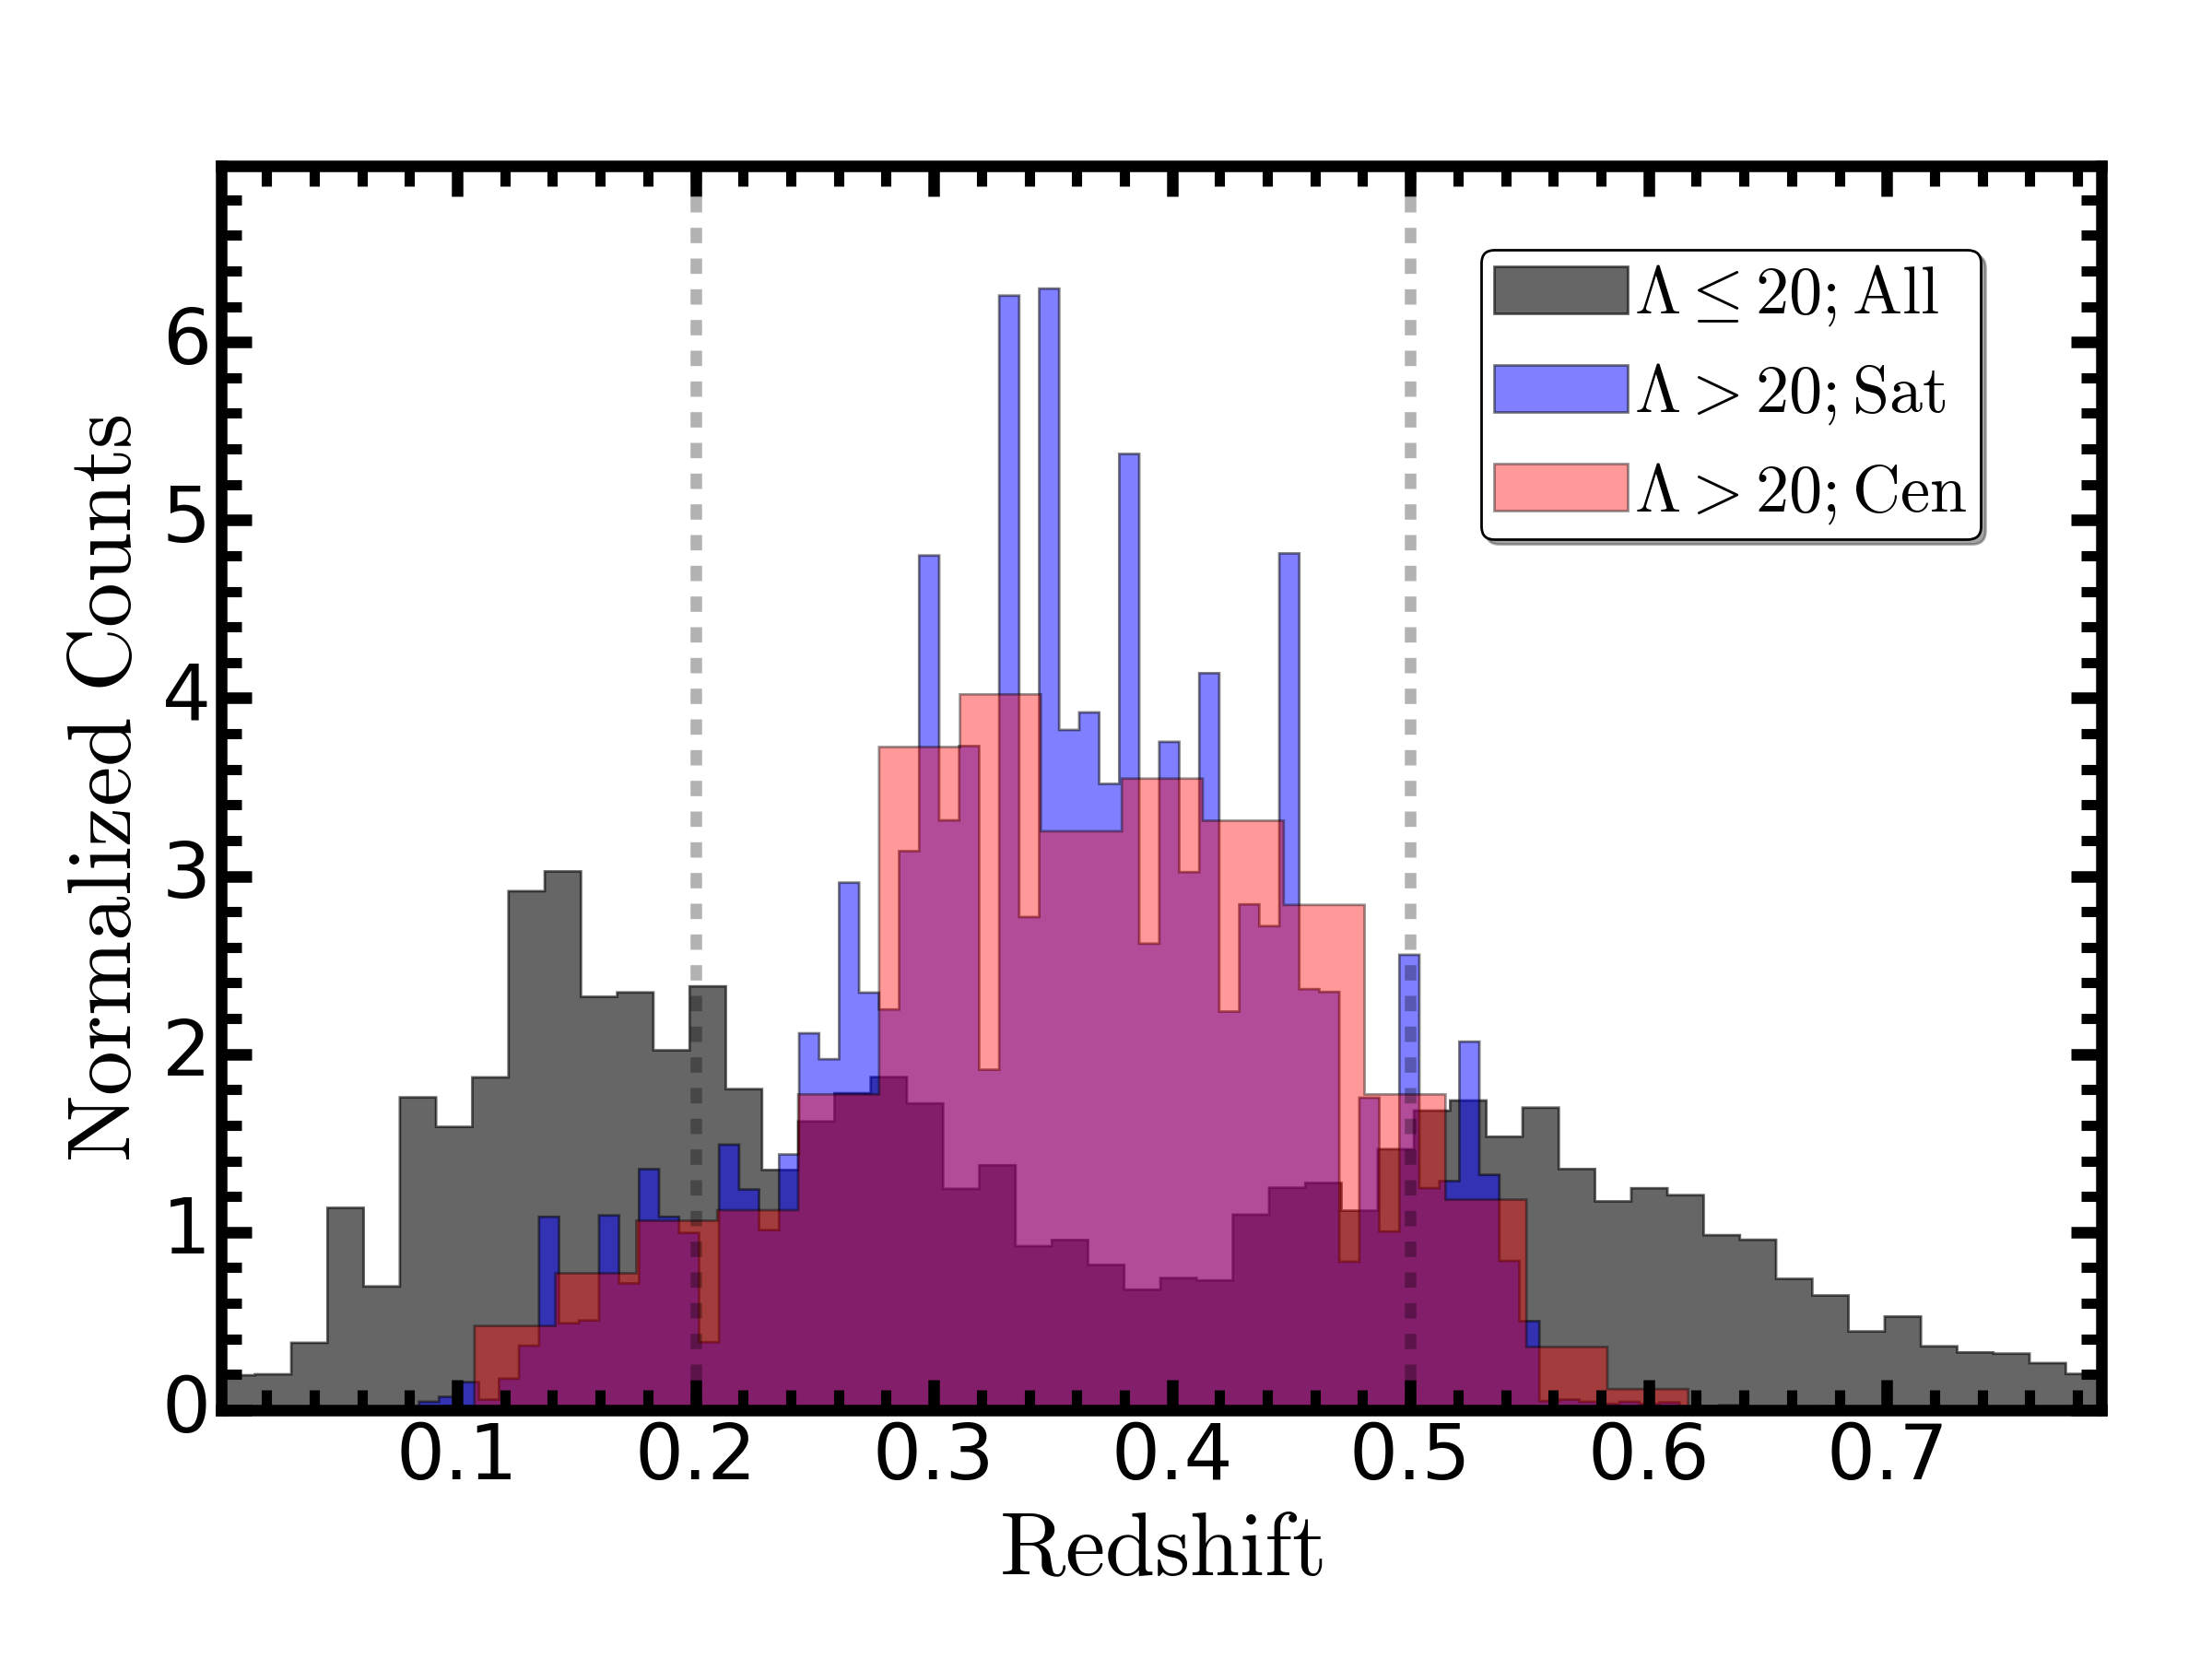 Λ ≤ 20; All
Λ > 20; Sat
Λ > 20; Cen
Normalized Counts
6
5
4
3
2
1
0
0.1 0.2 0.3 0.4 0.5 0.6 0.7
Redshift